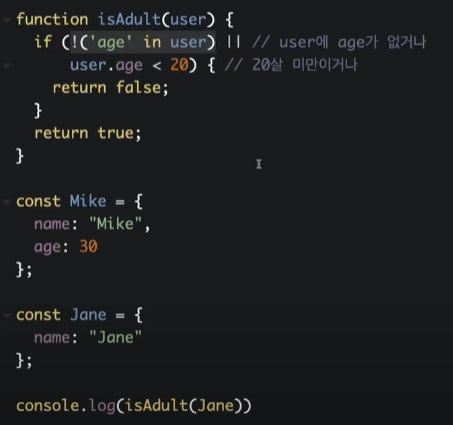 function isAdult(user) {
  if (!('age' in user) || // user에 age가 없거나
      user.age < 20) { // 20살 미만이거나
    return false;
  }
  return true;
}

const Mike = {
  name: "Mike",
  age: 30
};

const Jane = {
  name: "Jane"
};

console.log(isAdult(Jane))